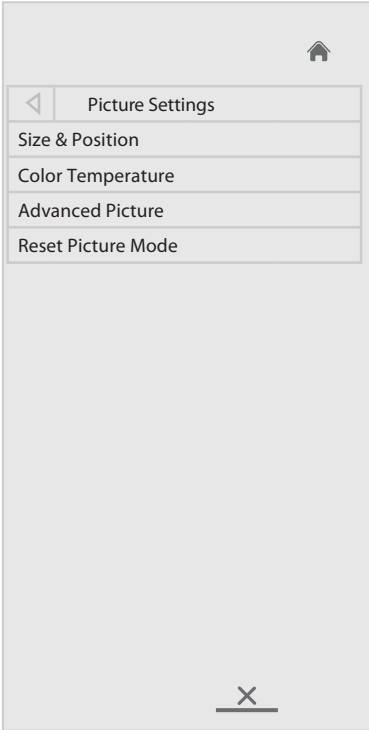 Picture Settings
Size & Position
Color Temperature
Advanced Picture
Reset Picture Mode